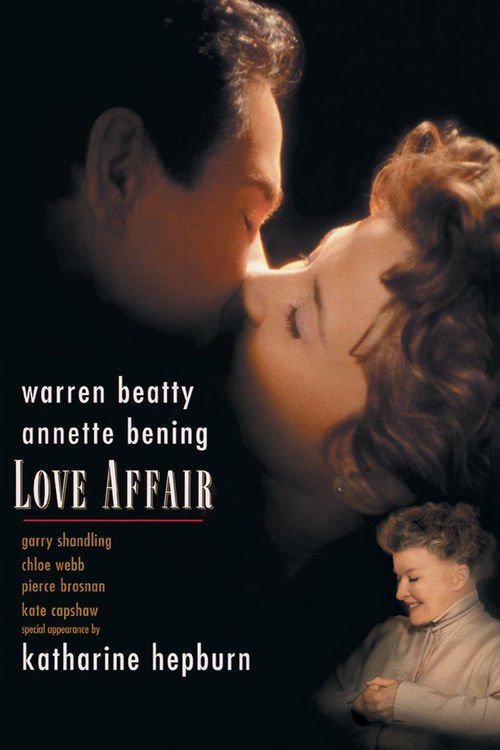 warren beatty
annette bening
LOVE AFFAIR
garry shandling
chloe webb
pierce brosnan
kate capshaw
special appearance by
katharine hepburn